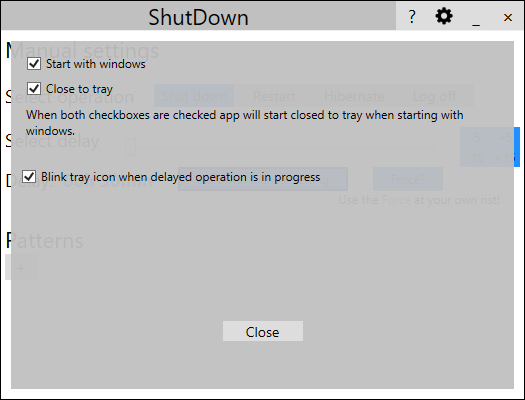 ShutDown
? _ ×
Manual settings
Start with windows
Close to tray
Select operation Shut down Restart Hibernate Log off
When both checkboxes are checked app will start closed to tray when starting with
windows.
Select delay
Blink tray icon when delayed operation is in progress
Use the Force at your own risk!
Patterns
+
Close